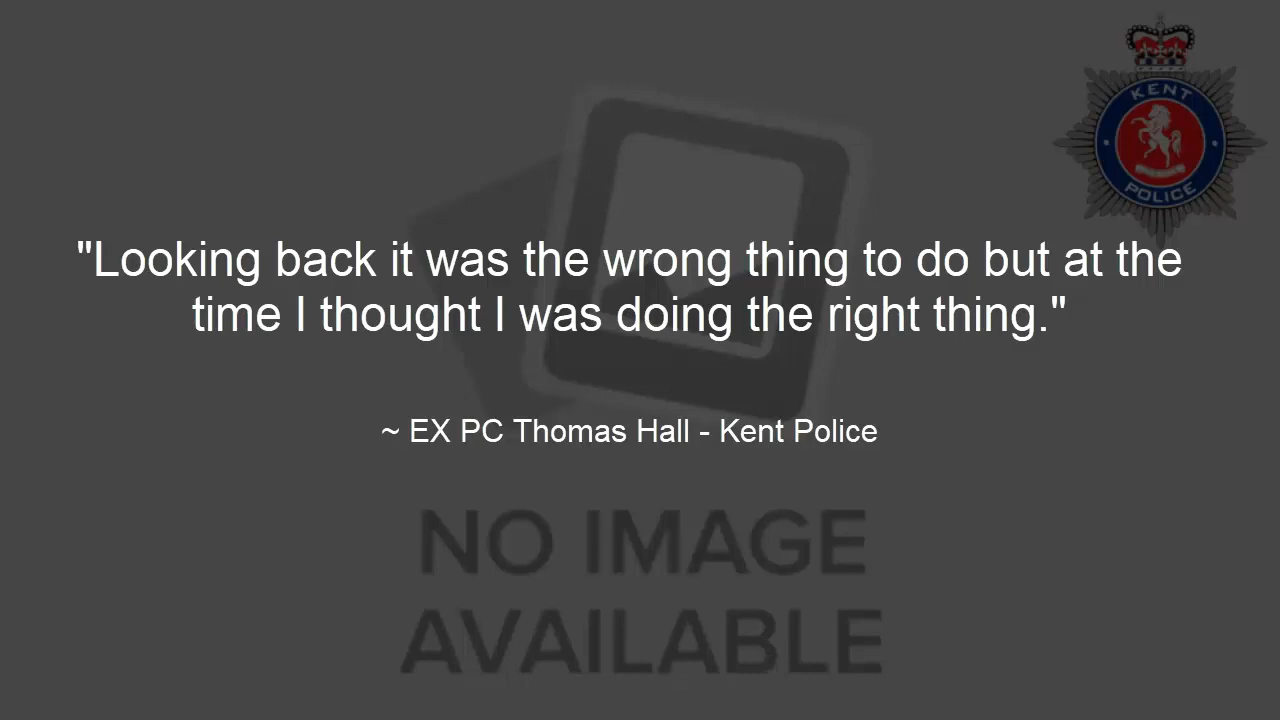 KENT
POLICE
"Looking back it was the wrong thing to do but at the
time I thought I was doing the right thing."
~ EX PC Thomas Hall - Kent Police
NO IMAGE
AVAILABLE